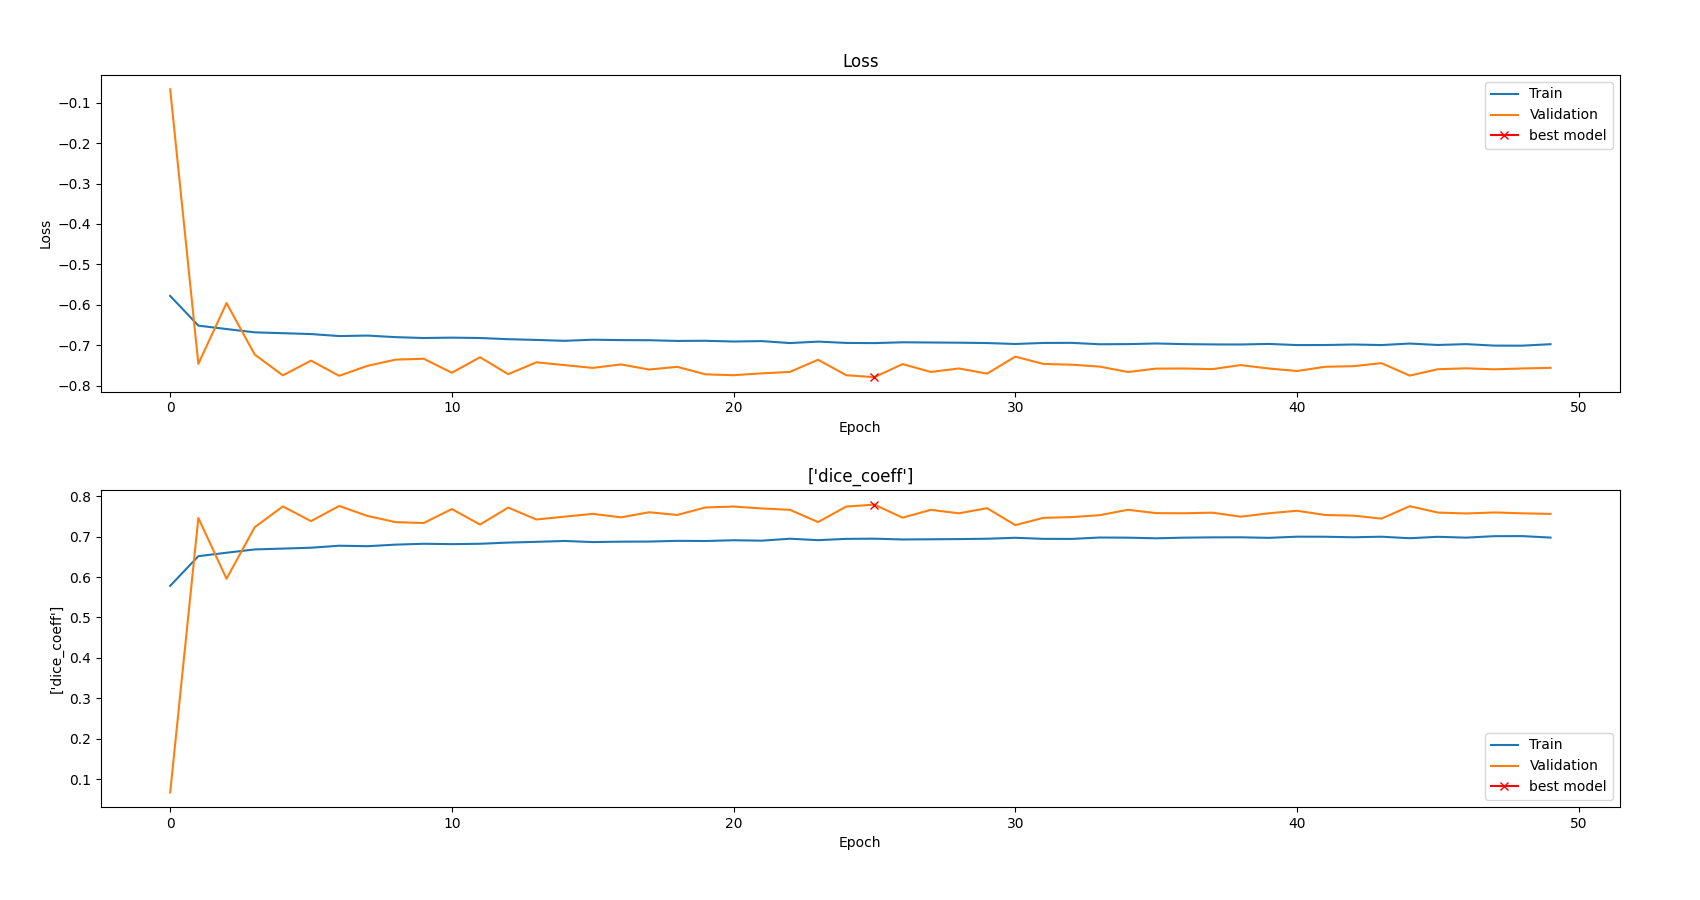 Loss
−0.1
−0.2
−0.3
−0.4
−0.5
−0.6
−0.7
−0.8
Loss
Train
Validation
best model
0 10 20 30 40 50
Epoch
['dice_coeff']
0.8
0.7
0.6
0.5
0.4
0.3
0.2
0.1
['dice_coeff']
Train
Validation
best model
0 10 20 30 40 50
Epoch